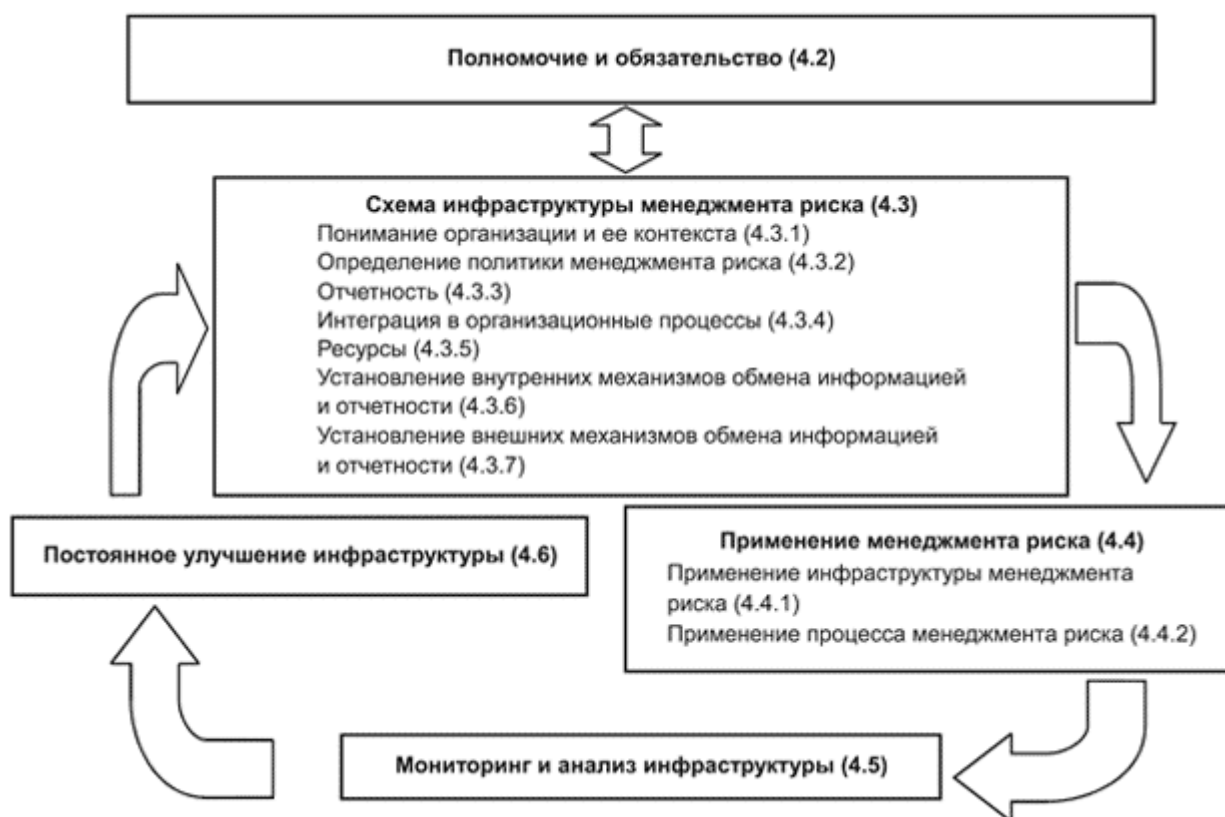 Полномочие и обязательство (4.2)
Схема инфраструктуры менеджмента риска (4.3)
Понимание организации и ее контекста (4.3.1)
Определение политики менеджмента риска (4.3.2)
Отчетность (4.3.3)
Интеграция в организационные процессы (4.3.4)
Ресурсы (4.3.5)
Установление внутренних механизмов обмена информацией
и отчетности (4.3.6)
Установление внешних механизмов обмена информацией
и отчетности (4.3.7)
Применение менеджмента риска (4.4)
Применение инфраструктуры менеджмента
риска (4.4.1)
Применение процесса менеджмента риска (4.4.2)
Мониторинг и анализ инфраструктуры (4.5)
Постоянное улучшение инфраструктуры (4.6)